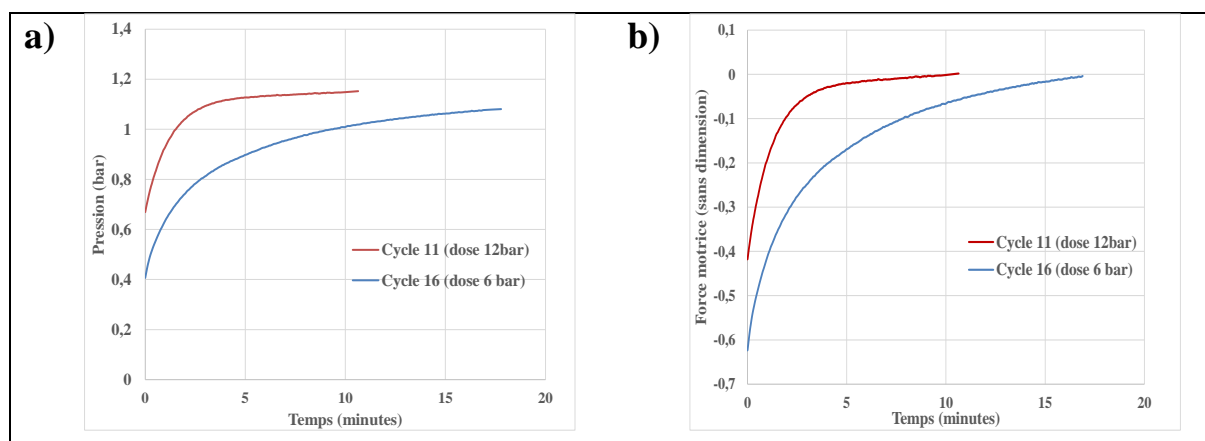 a)
1,4
1,2
1
0,8
0,6
0,4
0,2
0
Pression (bar)
0
5
10
15
20
Temps (minutes)
Cycle 11 (dose 12bar)
Cycle 16 (dose 6 bar)
b)
0,1
0
-0,1
-0,2
-0,3
-0,4
-0,5
-0,6
-0,7
Force motrice (sans dimension)
0
5
10
15
20
Temps (minutes)
Cycle 11 (dose 12bar)
Cycle 16 (dose 6 bar)